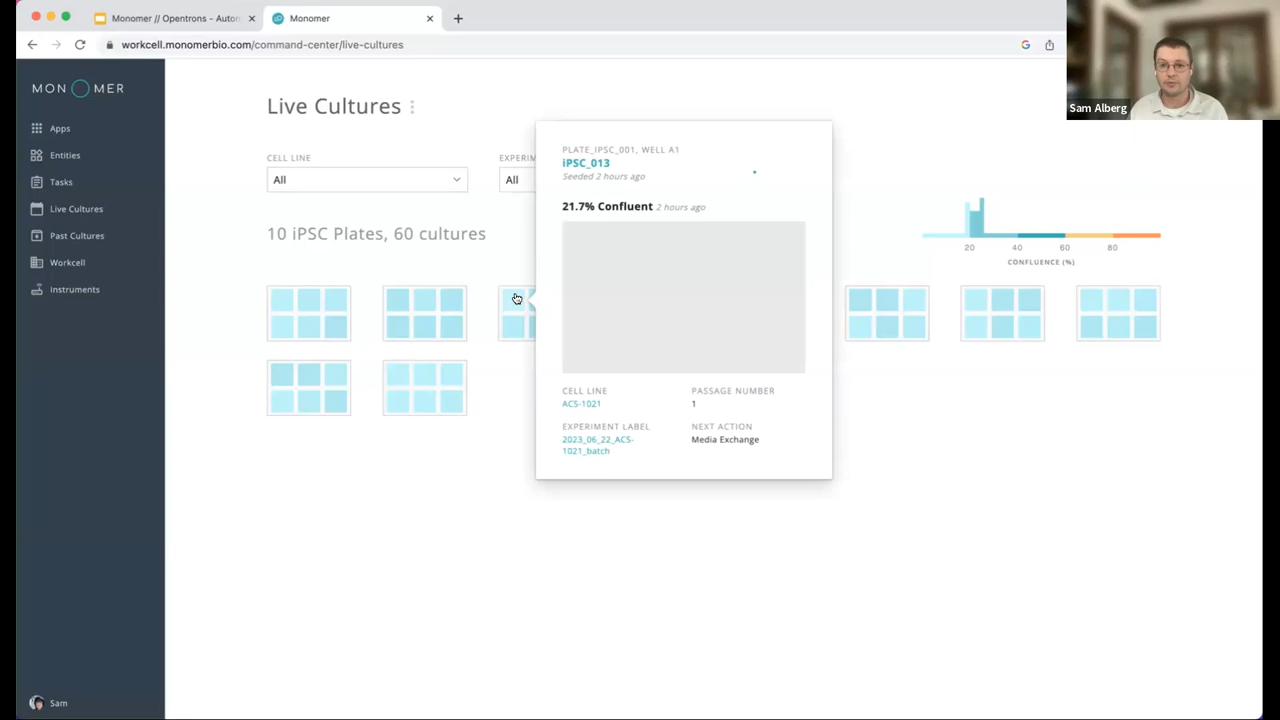 Monomer // Opentrons - Auton
Monomer
workcell.monomerbio.com/command-center/live-cultures
Sam Alberg
MONOMER
Apps
Entities
Tasks
Live Cultures
Past Cultures
Workcell
Instruments
Sam
Live Cultures
CELL LINE
All
EXPERIM
All
10 iPSC Plates, 60 cultures
PLATE_IPSC_001, WELL A1
iPSC_013
Seeded 2 hours ago
21.7% Confluent 2 hours ago
CELL LINE
ACS-1021
PASSAGE NUMBER
1
EXPERIMENT LABEL
2023_06_22_ACS-
1021_batch
NEXT ACTION
Media Exchange
20 40 60 80
CONFLUENCE (%)